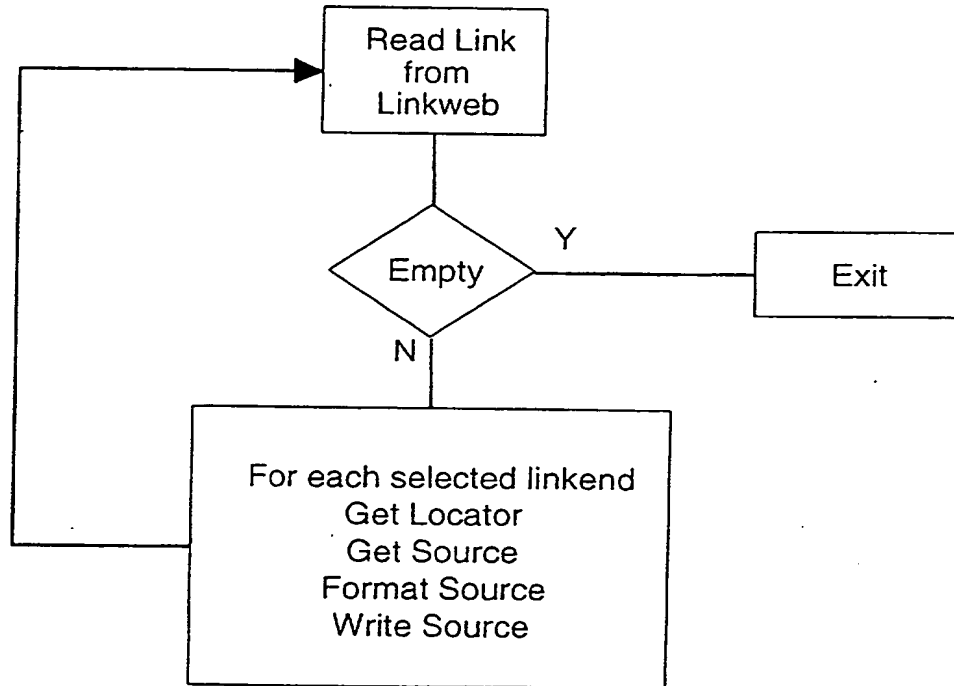 Read Link
from
Linkweb
Empty
Y
Exit
N
For each selected linkend
Get Locator
Get Source
Format Source
Write Source